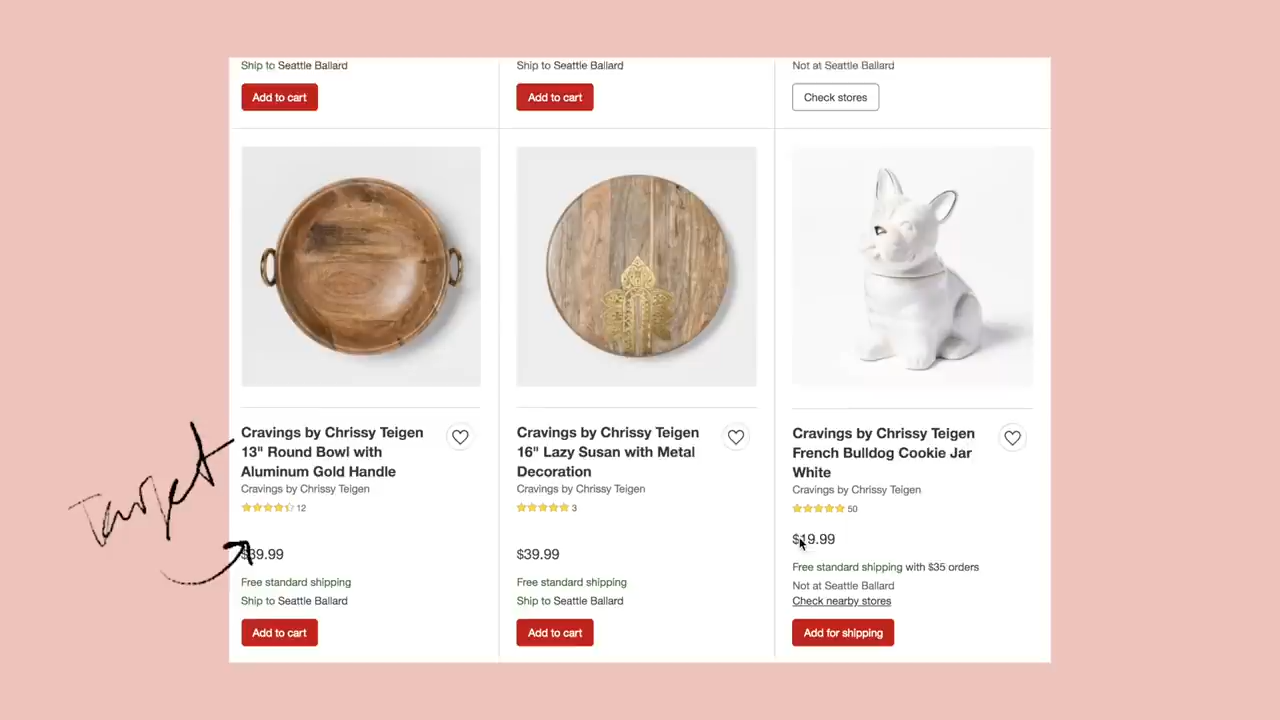 Ship to Seattle Ballard
Add to cart
Ship to Seattle Ballard
Add to cart
Not at Seattle Ballard
Check stores
Cravings by Chrissy Teigen
13" Round Bowl with
Aluminum Gold Handle
Cravings by Chrissy Teigen
12
$39.99
Free standard shipping
Ship to Seattle Ballard
Add to cart
Cravings by Chrissy Teigen
16" Lazy Susan with Metal
Decoration
Cravings by Chrissy Teigen
3
$39.99
Free standard shipping
Ship to Seattle Ballard
Add to cart
Cravings by Chrissy Teigen
French Bulldog Cookie Jar
White
Cravings by Chrissy Teigen
50
$19.99
Free standard shipping with $35 orders
Not at Seattle Ballard
Check nearby stores
Add for shipping
Target